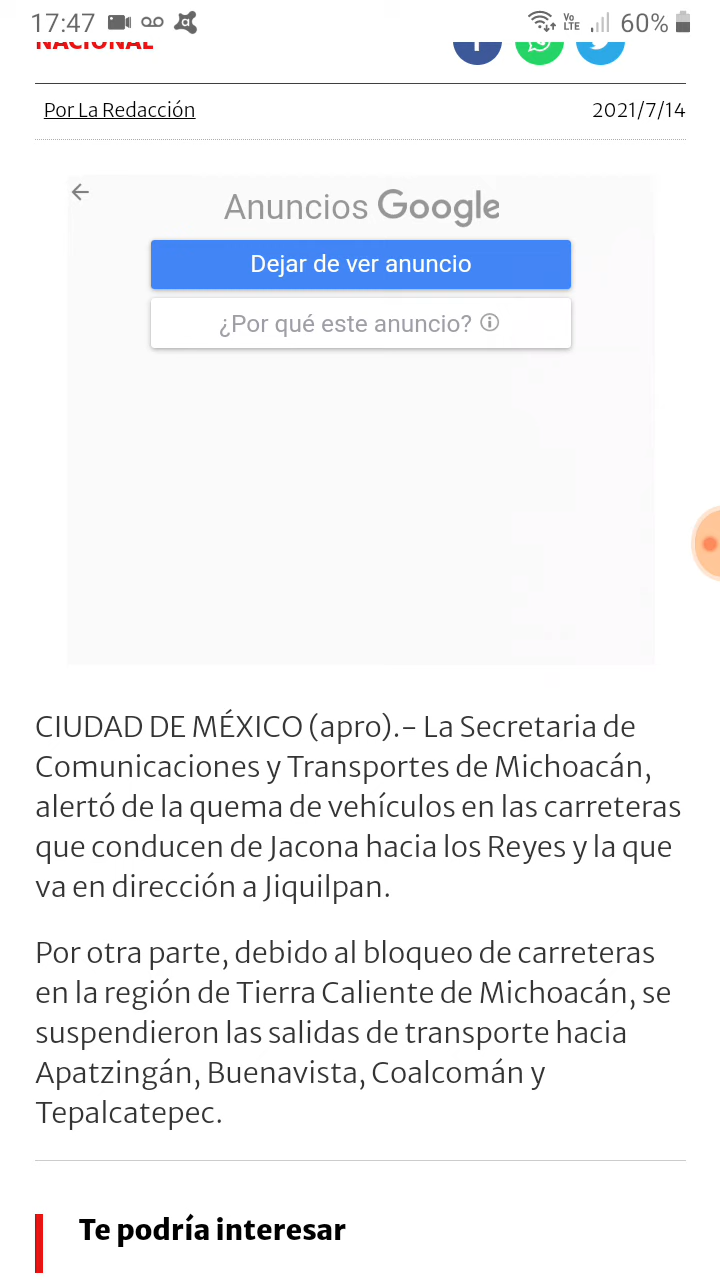 17:47 VoLTE 60%
NACIONAL
Por La Redacción 2021/7/14
Anuncios Google
Dejar de ver anuncio
¿Por qué este anuncio?
CIUDAD DE MÉXICO (apro).- La Secretaria de
Comunicaciones y Transportes de Michoacán,
alertó de la quema de vehículos en las carreteras
que conducen de Jacona hacia los Reyes y la que
va en dirección a Jiquilpan.
Por otra parte, debido al bloqueo de carreteras
en la región de Tierra Caliente de Michoacán, se
suspendieron las salidas de transporte hacia
Apatzingán, Buenavista, Coalcomán y
Tepalcatepec.
Te podría interesar